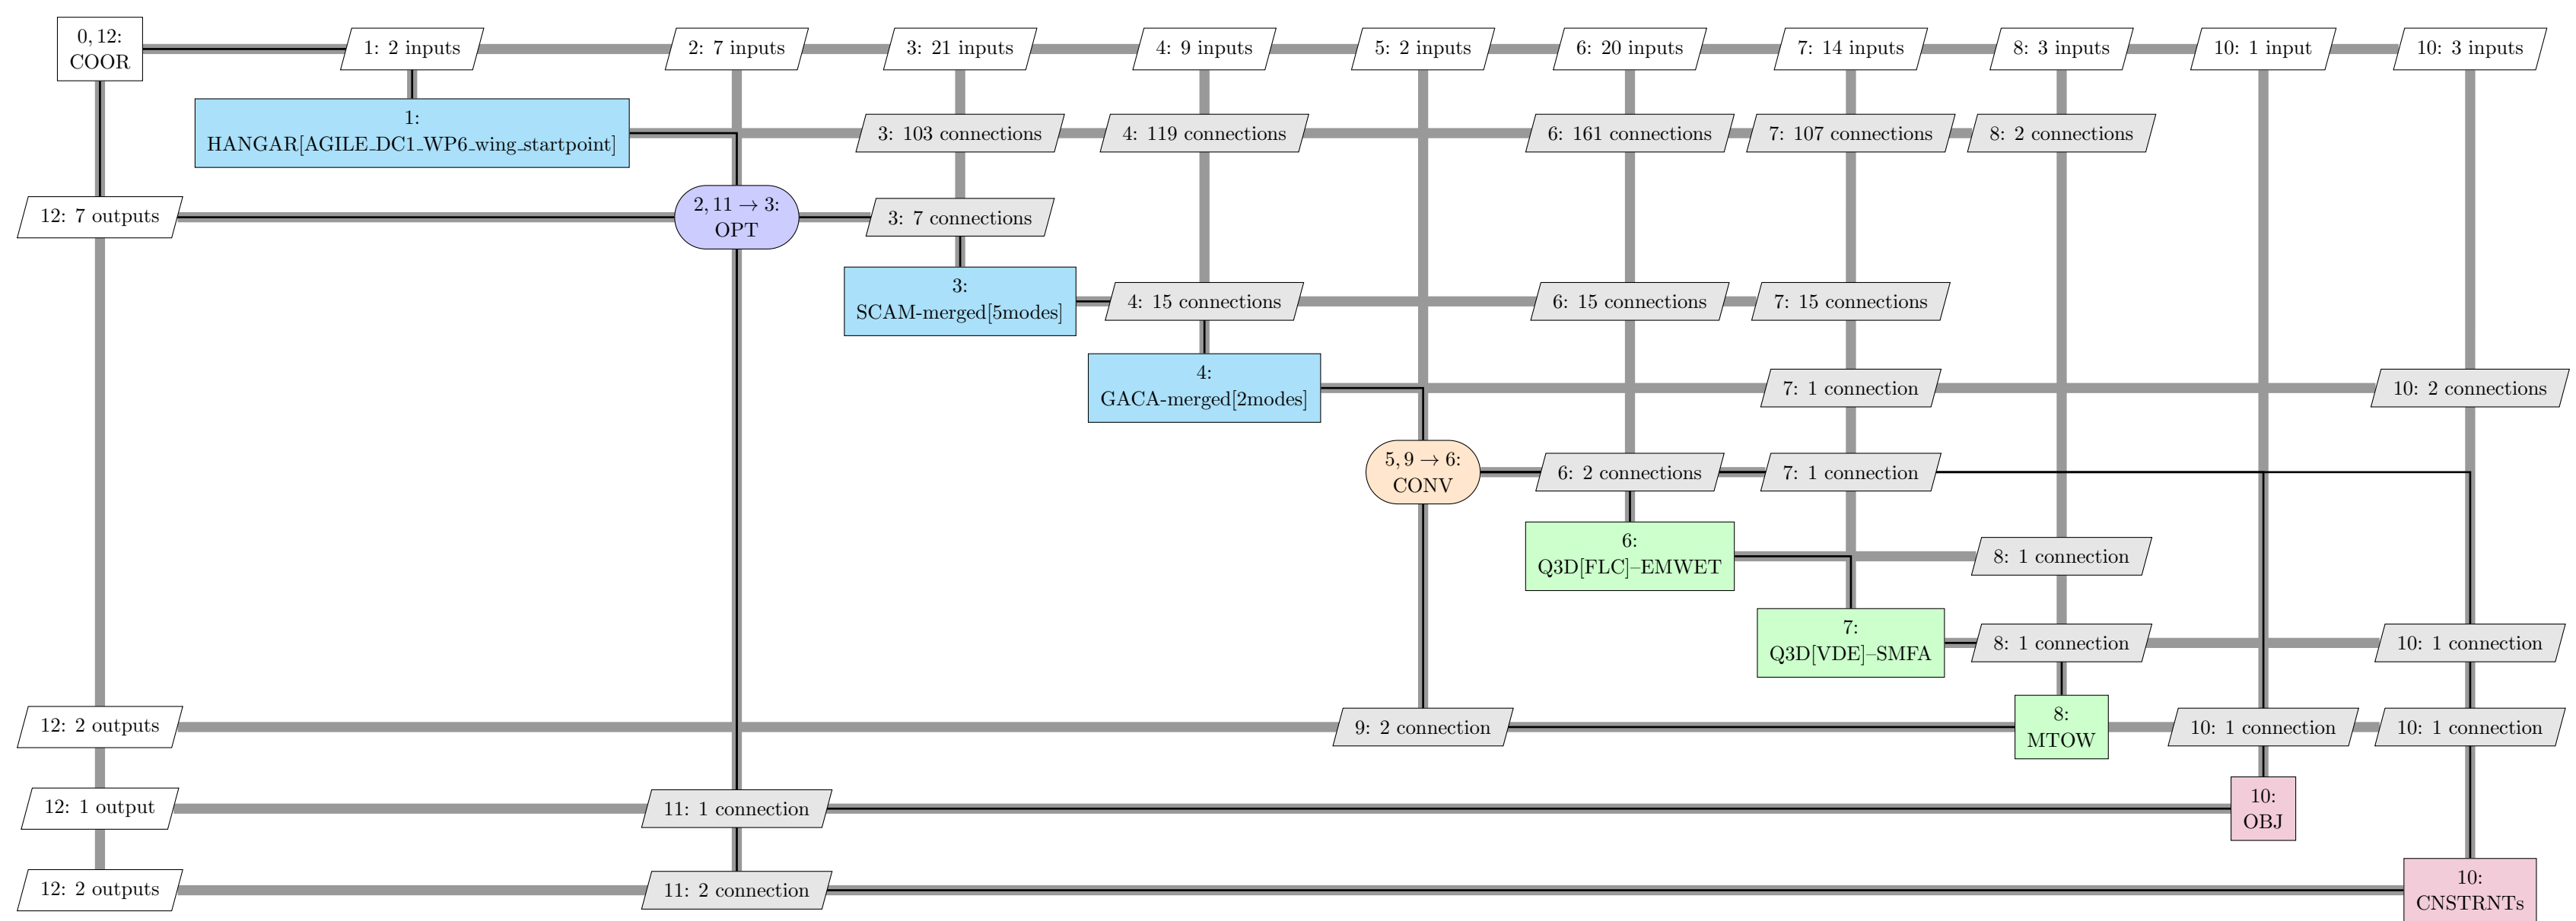 0, 12:
COOR
1: 2 inputs
2: 7 inputs
3: 21 inputs
4: 9 inputs
5: 2 inputs
6: 20 inputs
7: 14 inputs
8: 3 inputs
10: 1 input
10: 3 inputs
1:
HANGAR[AGILE_DC1_WP6_wing_startpoint]
3: 103 connections
4: 119 connections
6: 161 connections
7: 107 connections
8: 2 connections
12: 7 outputs
2, 11 → 3:
OPT
3: 7 connections
3:
SCAM-merged[5modes]
4: 15 connections
6: 15 connections
7: 15 connections
4:
GACA-merged[2modes]
7: 1 connection
10: 2 connections
5, 9 → 6:
CONV
6: 2 connections
7: 1 connection
6:
Q3D[FLC]–EMWET
8: 1 connection
7:
Q3D[VDE]–SMFA
8: 1 connection
10: 1 connection
12: 2 outputs
9: 2 connection
8:
MTOW
10: 1 connection
10: 1 connection
12: 1 output
11: 1 connection
10:
OBJ
12: 2 outputs
11: 2 connection
10:
CNSTRNTs